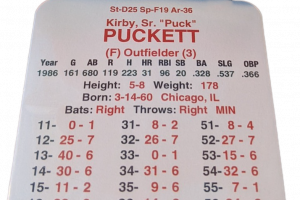 St-D25 Sp-F19 Ar-36
Kirby, Sr. "Puck"
PUCKETT
(F) Outfielder (3)
Year G AB R H HR RBI SB BA SLG OBP
1986 161 680 119 223 31 96 20 .328 .537 .366
Height: 5-8 Weight: 178
Born: 3-14-60 Chicago, IL
Bats: Right Throws: Right MIN
11- 0 - 1 31- 8 - 2 51- 8 - 4
12- 25 - 7 32- 26 - 7 52- 27 - 7
13- 40 - 6 33- 0 - 1 53- 15 - 6
14- 30 - 6 34- 31 - 6 54- 32 - 6
15- 11 - 2 35- 9 - 6 55- 7 - 1